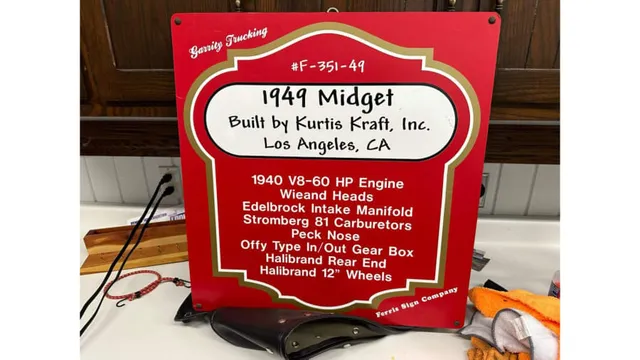 Garrity Trucking
#F-351-49
1949 Midget
Built by Kurtis Kraft, Inc.
Los Angeles, CA
1940 V8-60 HP Engine
Wieand Heads
Edelbrock Intake Manifold
Stromberg 81 Carburetors
Peck Nose
Offy Type In/Out Gear Box
Halibrand Rear End
Halibrand 12" Wheels
Ferris Sign Company